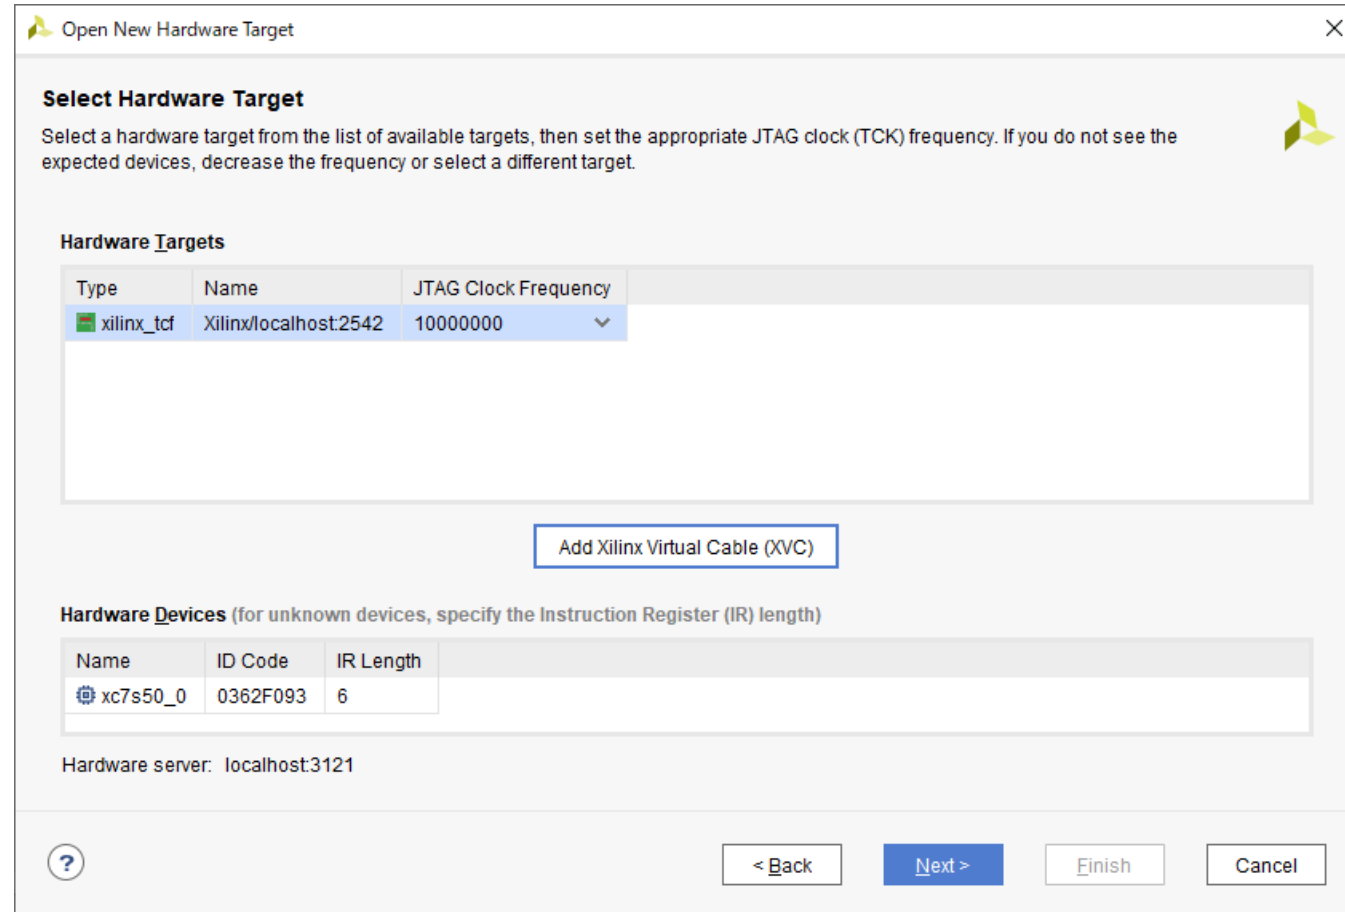 Open New Hardware Target
Select Hardware Target
Select a hardware target from the list of available targets, then set the appropriate JTAG clock (TCK) frequency. If you do not see the
expected devices, decrease the frequency or select a different target.
Hardware Targets
Type Name JTAG Clock Frequency
xilinx_tcf Xilinx/localhost:2542 10000000
Add Xilinx Virtual Cable (XVC)
Hardware Devices (for unknown devices, specify the Instruction Register (IR) length)
Name ID Code IR Length
xc7s50_0 0362F093 6
Hardware server: localhost:3121
? < Back Next > Finish Cancel